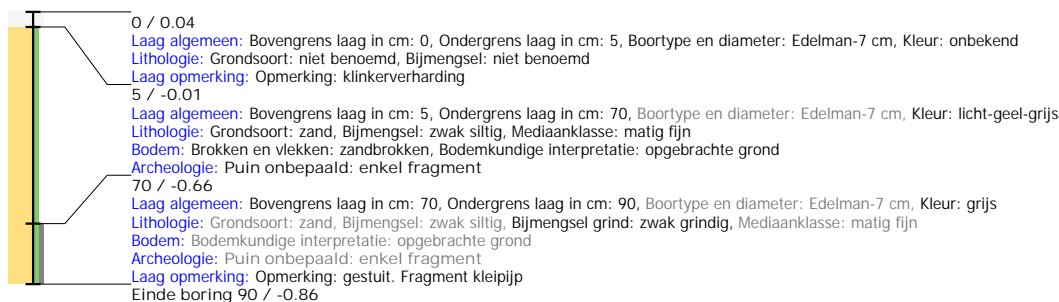 0 / 0.04
Laag algemeen: Bovengrens laag in cm: 0, Ondergrens laag in cm: 5, Boortype en diameter: Edelman-7 cm, Kleur: onbekend
Lithologie: Grondsoort: niet benoemd, Bijmengsel: niet benoemd
Laag opmerking: Opmerking: klinkerverharding
5 / -0.01
Laag algemeen: Bovengrens laag in cm: 5, Ondergrens laag in cm: 70, Boortype en diameter: Edelman-7 cm, Kleur: licht-geel-grijs
Lithologie: Grondsoort: zand, Bijmengsel: zwak siltig, Mediaanklasse: matig fijn
Bodem: Brokken en vlekken: zandbrokken, Bodemkundige interpretatie: opgebrachte grond
Archeologie: Puin onbepaald: enkel fragment
70 / -0.66
Laag algemeen: Bovengrens laag in cm: 70, Ondergrens laag in cm: 90, Boortype en diameter: Edelman-7 cm, Kleur: grijs
Lithologie: Grondsoort: zand, Bijmengsel: zwak siltig, Bijmengsel grind: zwak grindig, Mediaanklasse: matig fijn
Bodem: Bodemkundige interpretatie: opgebrachte grond
Archeologie: Puin onbepaald: enkel fragment
Laag opmerking: Opmerking: gestuit. Fragment kleipijp
Einde boring 90 / -0.86